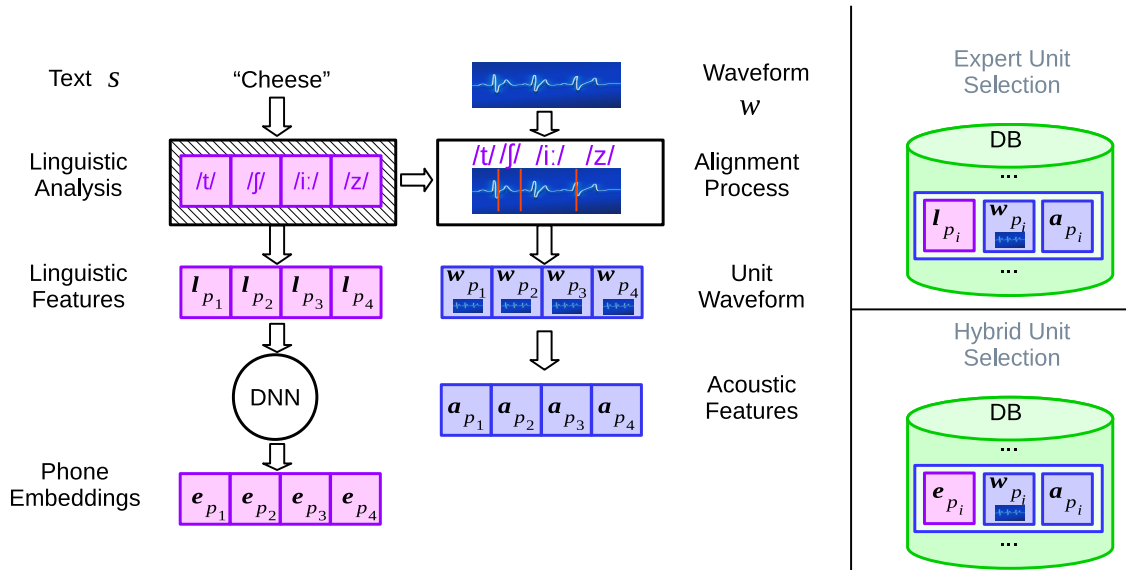 Text s
"Cheese"
Waveform
w
Linguistic
Analysis
/t/ /ʃ/ /iː/ /z/
/t/ /ʃ/ /iː/ /z/
Alignment
Process
Linguistic
Features
l p1 l p2 l p3 l p4
w p1 w p2 w p3 w p4
Unit
Waveform
DNN
a p1 a p2 a p3 a p4
Acoustic
Features
Phone
Embeddings
e p1 e p2 e p3 e p4
Expert Unit
Selection
DB
...
l pi w pi a pi
...
Hybrid Unit
Selection
DB
...
e pi w pi a pi
...